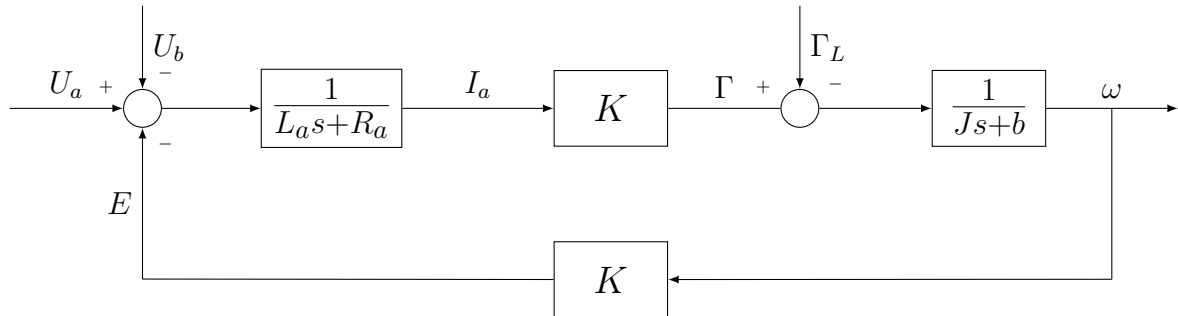 U_b
Γ_L
U_a
+
−
1
L_a s+R_a
I_a
K
Γ
+
−
1
Js+b
ω
−
E
K